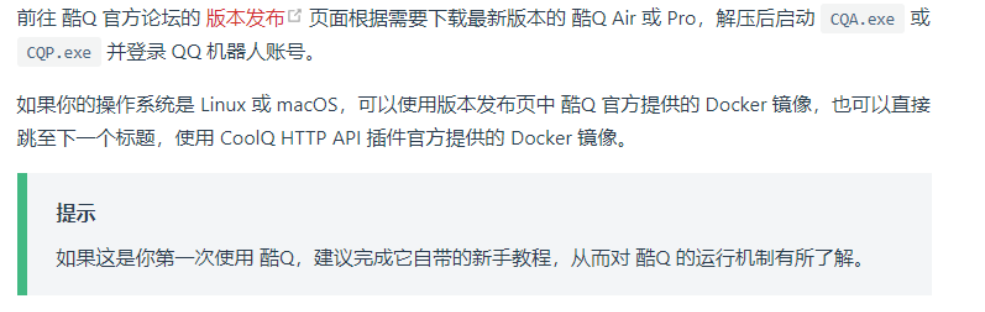 前往 酷Q 官方论坛的 版本发布 页面根据需要下载最新版本的 酷Q Air 或 Pro，解压后启动 CQA.exe 或
CQP.exe 并登录 QQ 机器人账号。
如果你的操作系统是 Linux 或 macOS，可以使用版本发布页中 酷Q 官方提供的 Docker 镜像，也可以直接
跳至下一个标题，使用 CoolQ HTTP API 插件官方提供的 Docker 镜像。
提示
如果这是你第一次使用 酷Q，建议完成它自带的新手教程，从而对 酷Q 的运行机制有所了解。